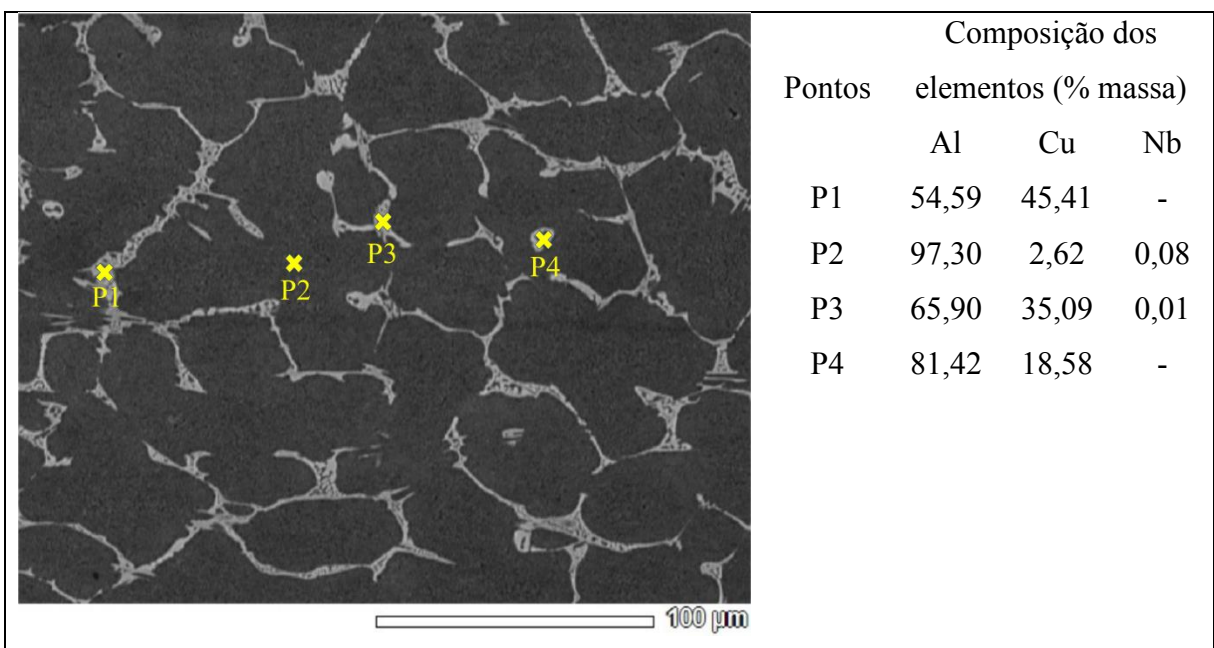 Composição dos
Pontos elementos (% massa)
Al Cu Nb
P1 54,59 45,41 -
P2 97,30 2,62 0,08
P3 65,90 35,09 0,01
P4 81,42 18,58 -
P3
P4
P1
P2
100 µm